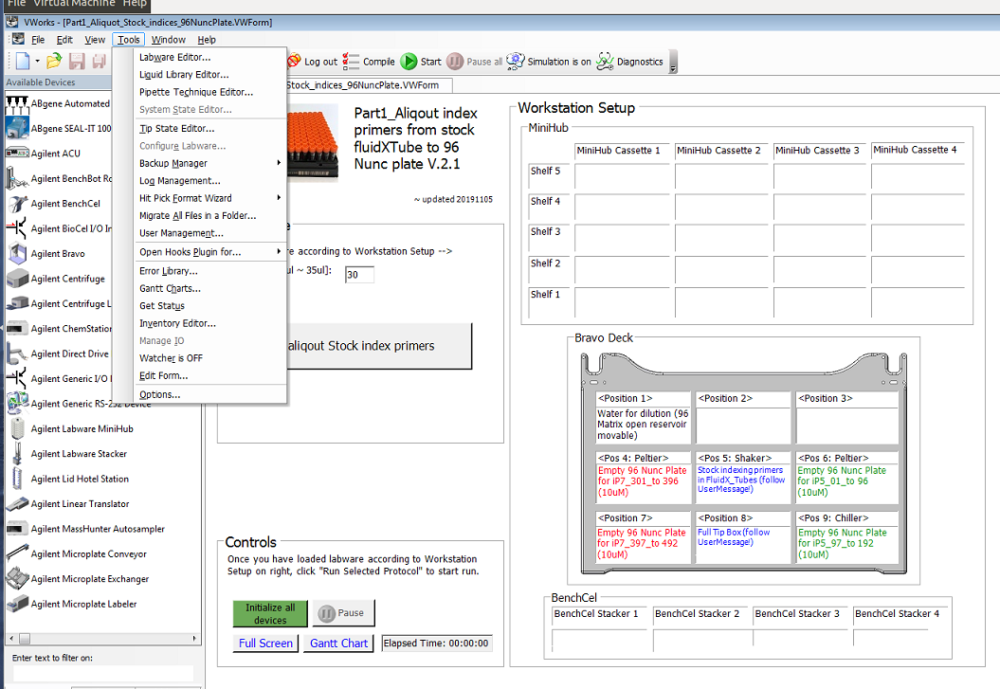 File Virtual Machine Help
VWorks - [Part1_Aliquot_Stock_indices_96NuncPlate.VWForm]
File Edit View Tools Window Help
Log out Compile Start Pause all Simulation is on Diagnostics
Labware Editor...
Liquid Library Editor...
Pipette Technique Editor...
System State Editor...
Tip State Editor...
Configure Labware...
Backup Manager
Log Management...
Hit Pick Format Wizard
Migrate All Files in a Folder...
User Management...
Open Hooks Plugin for...
Error Library...
Gantt Charts...
Get Status
Inventory Editor...
Manage IO
Watcher is OFF
Edit Form...
Options...
Available Devices
ABgene Automated
ABgene SEAL-IT 100
Agilent ACU
Agilent BenchBot Ro
Agilent BenchCel
Agilent BioCel I/O In
Agilent Bravo
Agilent Centrifuge
Agilent Centrifuge L
Agilent ChemStation
Agilent Direct Drive
Agilent Generic I/O
Agilent Generic RS-232 Device
Agilent Labware MiniHub
Agilent Labware Stacker
Agilent Lid Hotel Station
Agilent Linear Translator
Agilent MassHunter Autosampler
Agilent Microplate Conveyor
Agilent Microplate Exchanger
Agilent Microplate Labeler
Enter text to filter on:
Stock_indices_96NuncPlate.VWForm
Part1_Aliqout index
primers from stock
fluidXTube to 96
Nunc plate V.2.1
~ updated 20191105
e
re according to Workstation Setup -->
ul ~ 35ul]: 30
aliqout Stock index primers
Controls
Once you have loaded labware according to Workstation
Setup on right, click "Run Selected Protocol" to start run.
Initialize all
devices
Pause
Full Screen Gantt Chart Elapsed Time: 00:00:00
Workstation Setup
MiniHub
MiniHub Cassette 1 MiniHub Cassette 2 MiniHub Cassette 3 MiniHub Cassette 4
Shelf 5
Shelf 4
Shelf 3
Shelf 2
Shelf 1
Bravo Deck
<Position 1>
Water for dilution (96
Matrix open reservoir
movable)
<Position 2>
<Position 3>
<Pos 4: Peltier>
Empty 96 Nunc Plate
for iP7_301_to 396
(10uM)
<Pos 5: Shaker>
Stock indexing primers
in FluidX_Tubes (follow
UserMessage!)
<Pos 6: Peltier>
Empty 96 Nunc Plate
for iP5_01_to 96
(10uM)
<Position 7>
Empty 96 Nunc Plate
for iP7_397_to 492
(10uM)
<Position 8>
Full Tip Box (follow
UserMessage!)
<Pos 9: Chiller>
Empty 96 Nunc Plate
for iP5_97_to 192
(10uM)
BenchCel
BenchCel Stacker 1 BenchCel Stacker 2 BenchCel Stacker 3 BenchCel Stacker 4